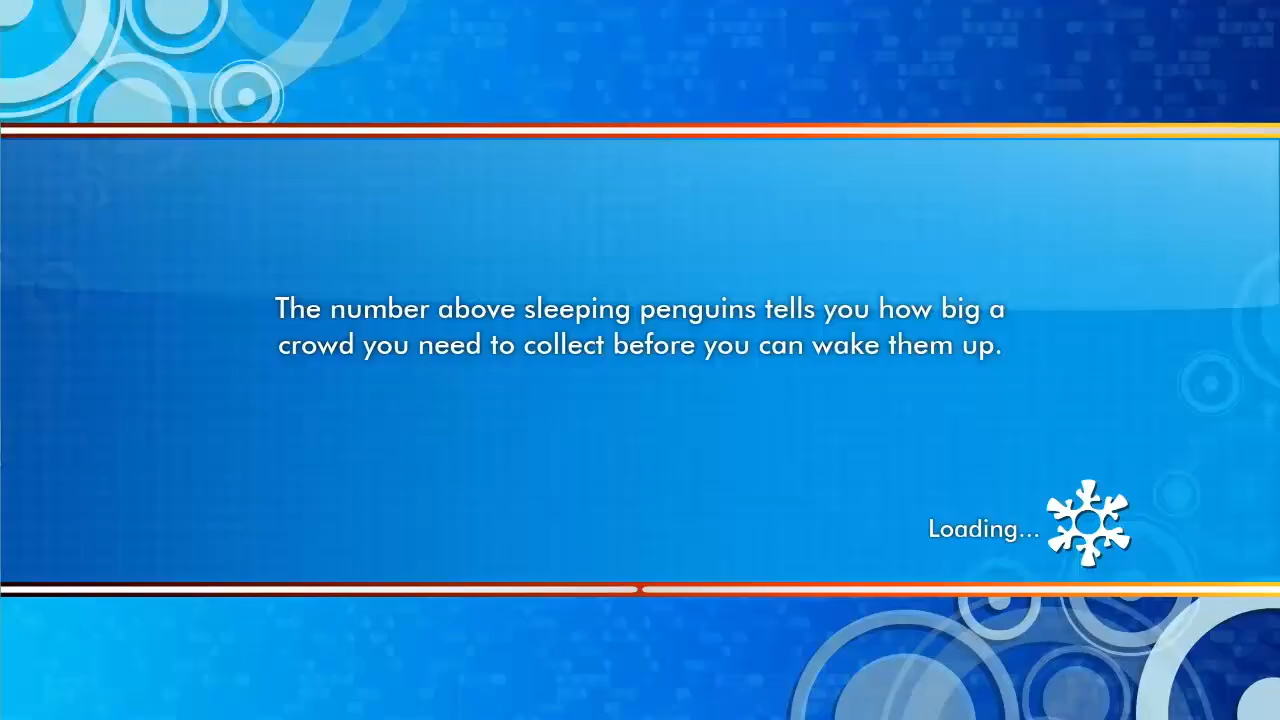 The number above sleeping penguins tells you how big a
crowd you need to collect before you can wake them up.
Loading...